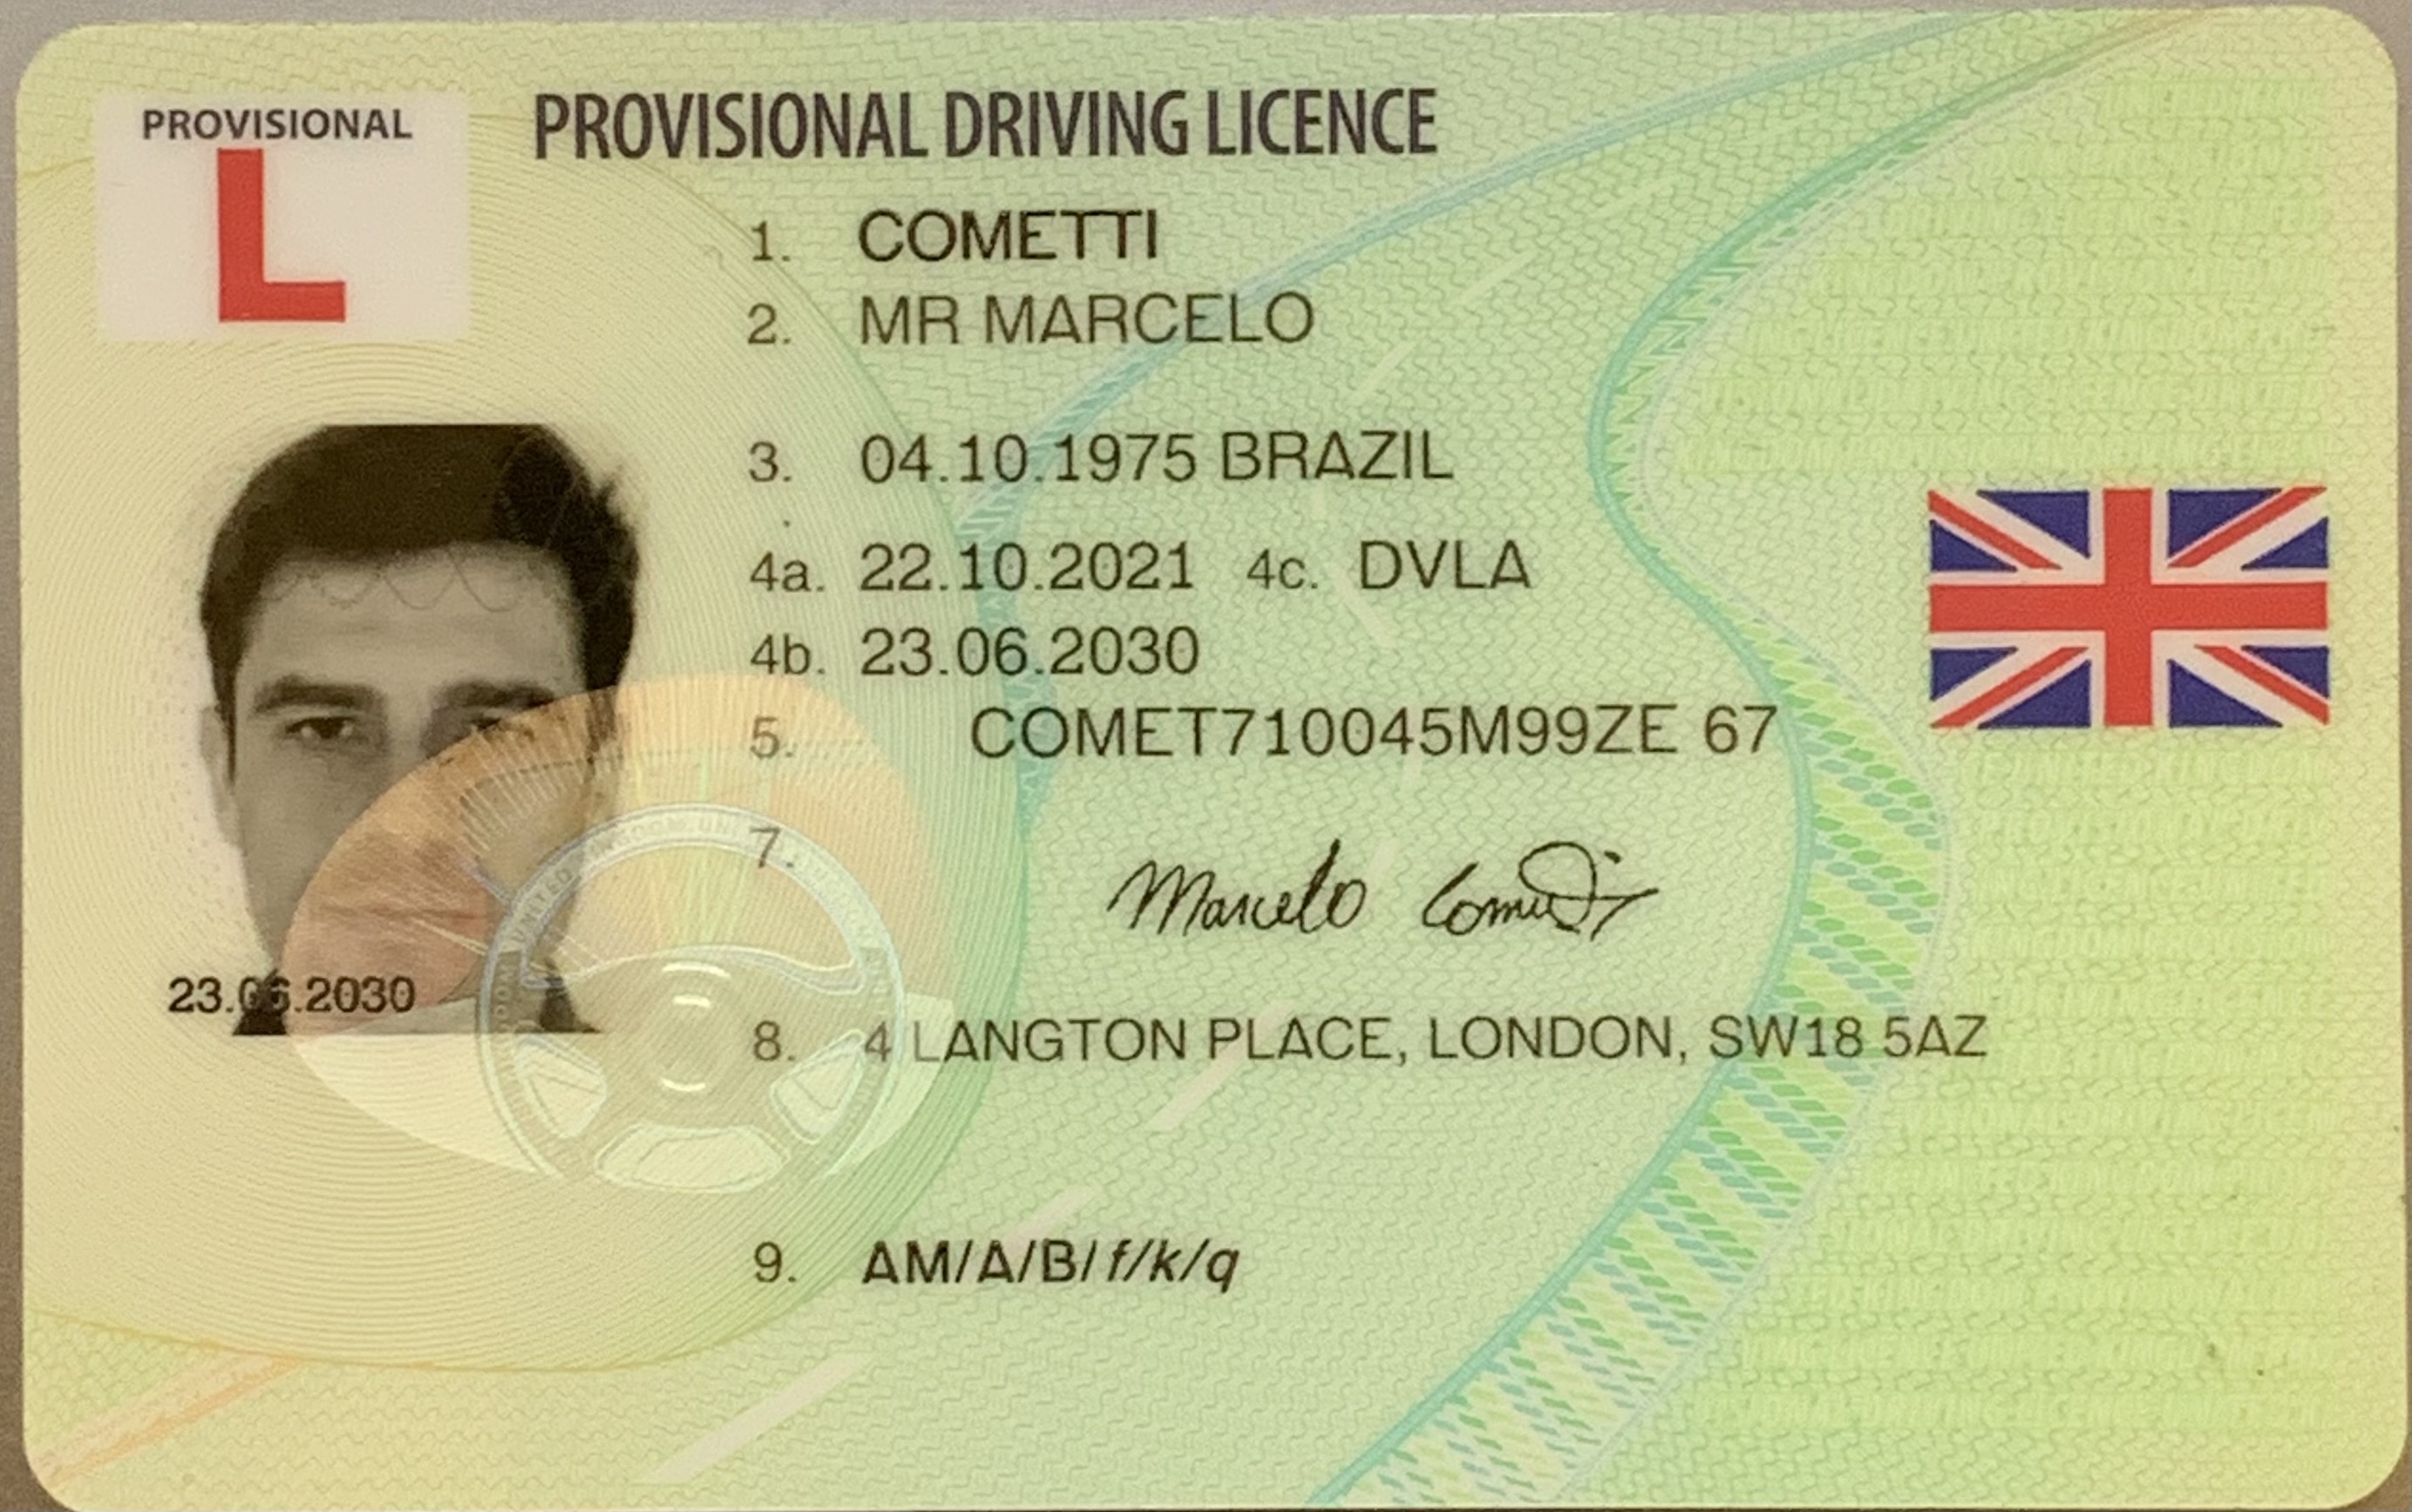 PROVISIONAL
L
PROVISIONAL DRIVING LICENCE
1. COMETTI
2. MR MARCELO
3. 04.10.1975 BRAZIL
4a. 22.10.2021 4c. DVLA
4b. 23.06.2030
5. COMET710045M99ZE 67
7. Marcelo Cometti
23.06.2030
8. 4 LANGTON PLACE, LONDON, SW18 5AZ
9. AM/A/B/f/k/q